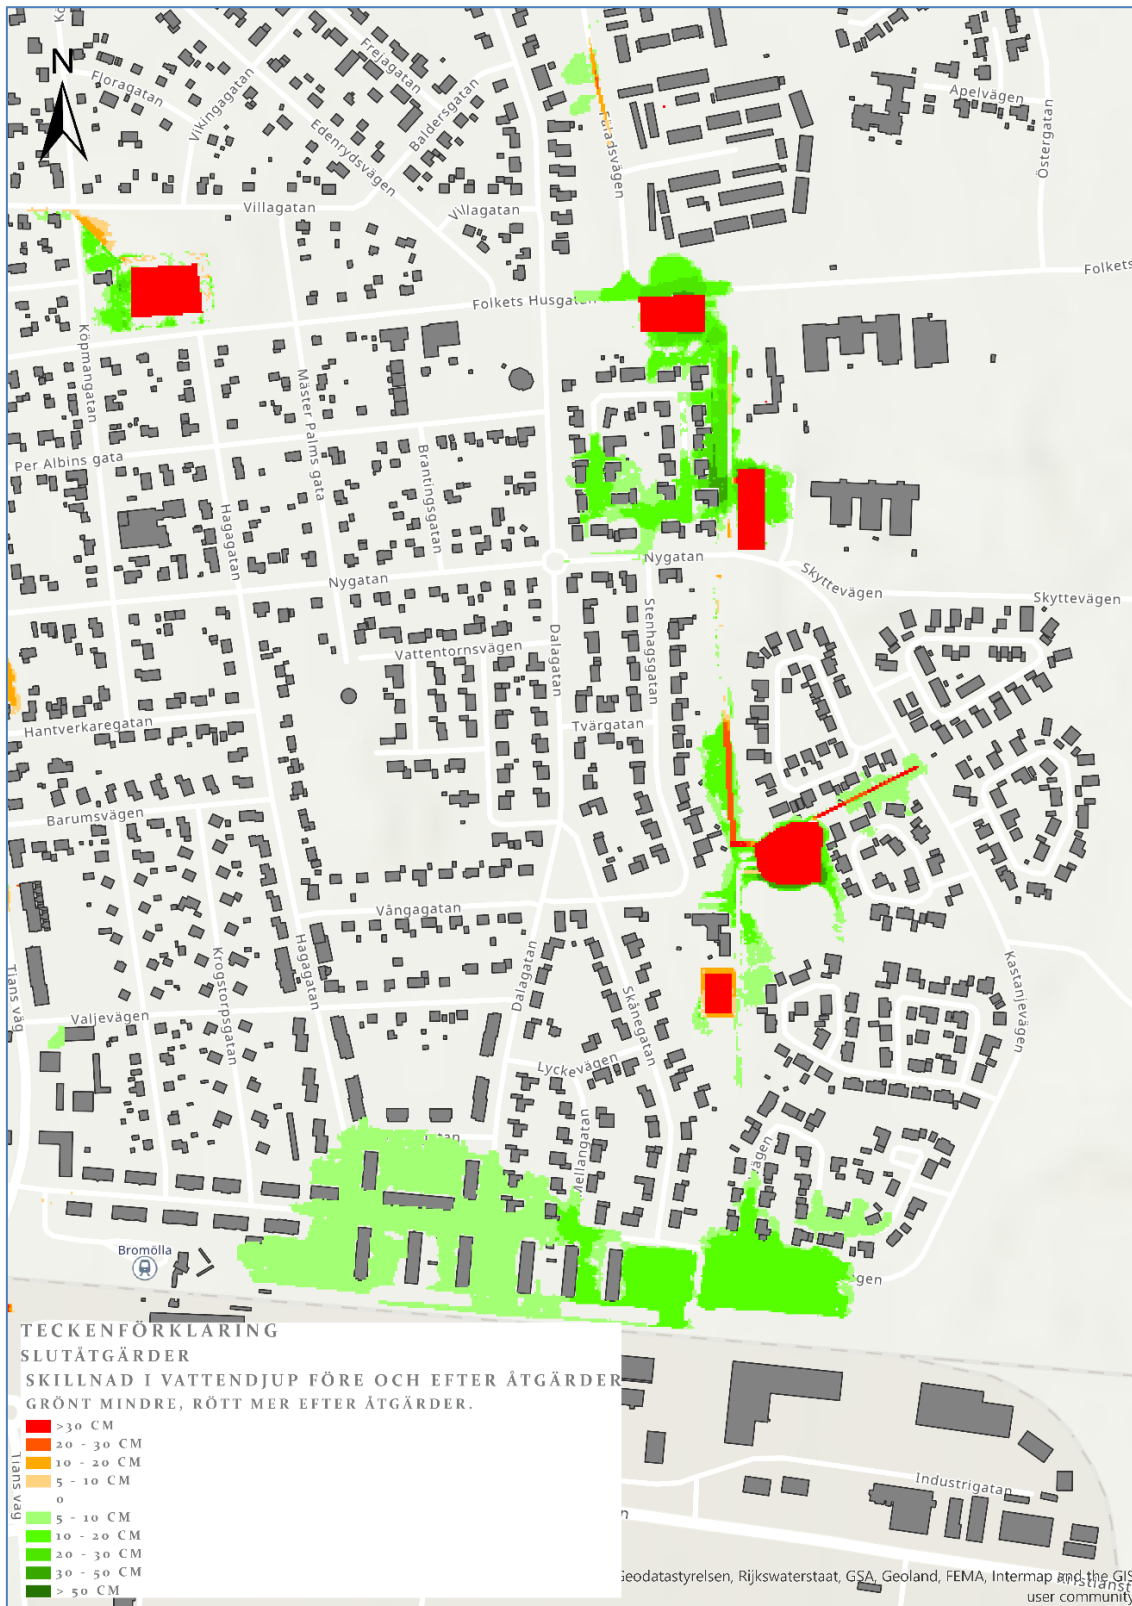 N
Floragatan
Vikingagatan
Frejagatan
Baldersgatan
Edenrydsvägen
Apelvägen
Östergatan
Villagatan
Villagatan
Folkets Husgatan
Folkets
Köpmangatan
Mäster Palms gata
Per Albins gata
Brantingsgatan
Hagagatan
Nygatan
Nygatan
Skyttevägen
Skyttevägen
Stenhagsgatan
Dalagatan
Vattentornsvägen
Tvärgatan
Hantverkaregatan
Barumsvägen
Vångagatan
Hagagatan
Krogstorpsgatan
Dalagatan
Skånegatan
Kastanjevägen
Tians väg
Valjevägen
Lyckevägen
Mellangatan
Bromölla
TECKENFÖRKLARING
SLUTÅTGÄRDER
SKILLNAD I VATTENDJUP FÖRE OCH EFTER ÅTGÄRDER
GRÖNT MINDRE, RÖTT MER EFTER ÅTGÄRDER.
>30 CM
20 - 30 CM
10 - 20 CM
5 - 10 CM
0
5 - 10 CM
10 - 20 CM
20 - 30 CM
30 - 50 CM
> 50 CM
Tians väg
Industrigatan
Geodatastyrelsen, Rijkswaterstaat, GSA, Geoland, FEMA, Intermap and the GIS
user community